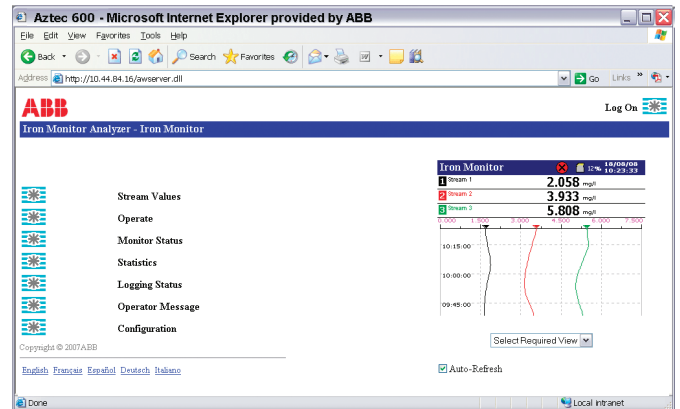 Aztec 600 - Microsoft Internet Explorer provided by ABB
File Edit View Favorites Tools Help
Back Search Favorites
Address http://10.44.84.16/awserver.dll Go Links »
ABB
Log On
Iron Monitor Analyzer - Iron Monitor
Iron Monitor 12% 18/08/08 10:23:33
1 Stream 1 2.058 mg/l
2 Stream 2 3.933 mg/l
3 Stream 3 5.808 mg/l
0.000 1.500 3.000 4.500 6.000 7.500
10:15:00
10:00:00
09:45:00
Stream Values
Operate
Monitor Status
Statistics
Logging Status
Operator Message
Configuration
Select Required View
Auto-Refresh
Copyright © 2007ABB
English Français Español Deutsch Italiano
Done Local intranet